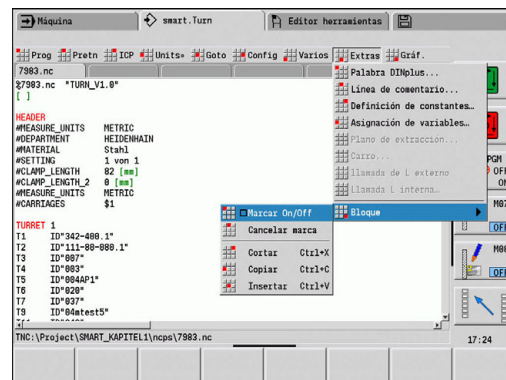 Máquina
smart.Turn
Editor herramientas
Prog Pretn ICP Units» Goto Config Varios Extras Gráf.
7983.nc
%7983.nc "TURN_V1.0"
[ ]
HEADER
#MEASURE_UNITS METRIC
#DEPARTMENT HEIDENHAIN
#MATERIAL Stahl
#SETTING 1 von 1
#CLAMP_LENGTH 82 [mm]
#CLAMP_LENGTH_2 0 [mm]
#MEASURE_UNITS METRIC
#CARRIAGES $1
TURRET 1
T1 ID"342-400.1"
T2 ID"111-80-080.1"
T3 ID"007"
T4 ID"003"
T5 ID"004AP1"
T6 ID"020"
T7 ID"037"
T9 ID"04mtest5"
Palabra DINplus...
Línea de comentario...
Definición de constantes…
Asignación de variables…
Plano de extracción...
Carro...
llamada de L externo
Llamada L interna...
Bloque
Marcar On/Off
Cancelar marca
Cortar Ctrl+X
Copiar Ctrl+C
Insertar Ctrl+V
PGM
OFF
ON
M01
OFF
OFF
TNC:\Project\SMART_KAPITEL1\ncps\7983.nc
17:24